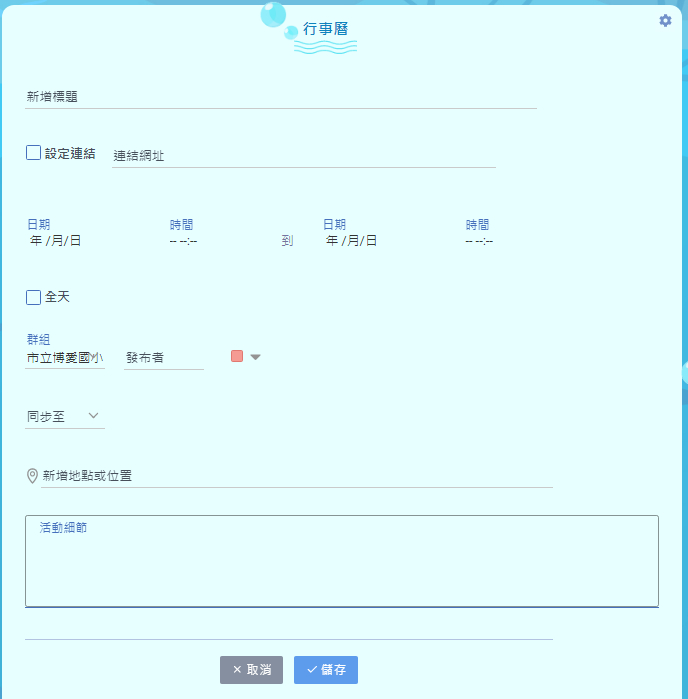 行事曆
新增標題
設定連結 連結網址
日期 時間 日期 時間
年 /月/日 -- --:-- 到 年 /月/日 -- --:--
全天
群組
市立博愛國小 發布者
同步至
新增地點或位置
活動細節
取消 儲存